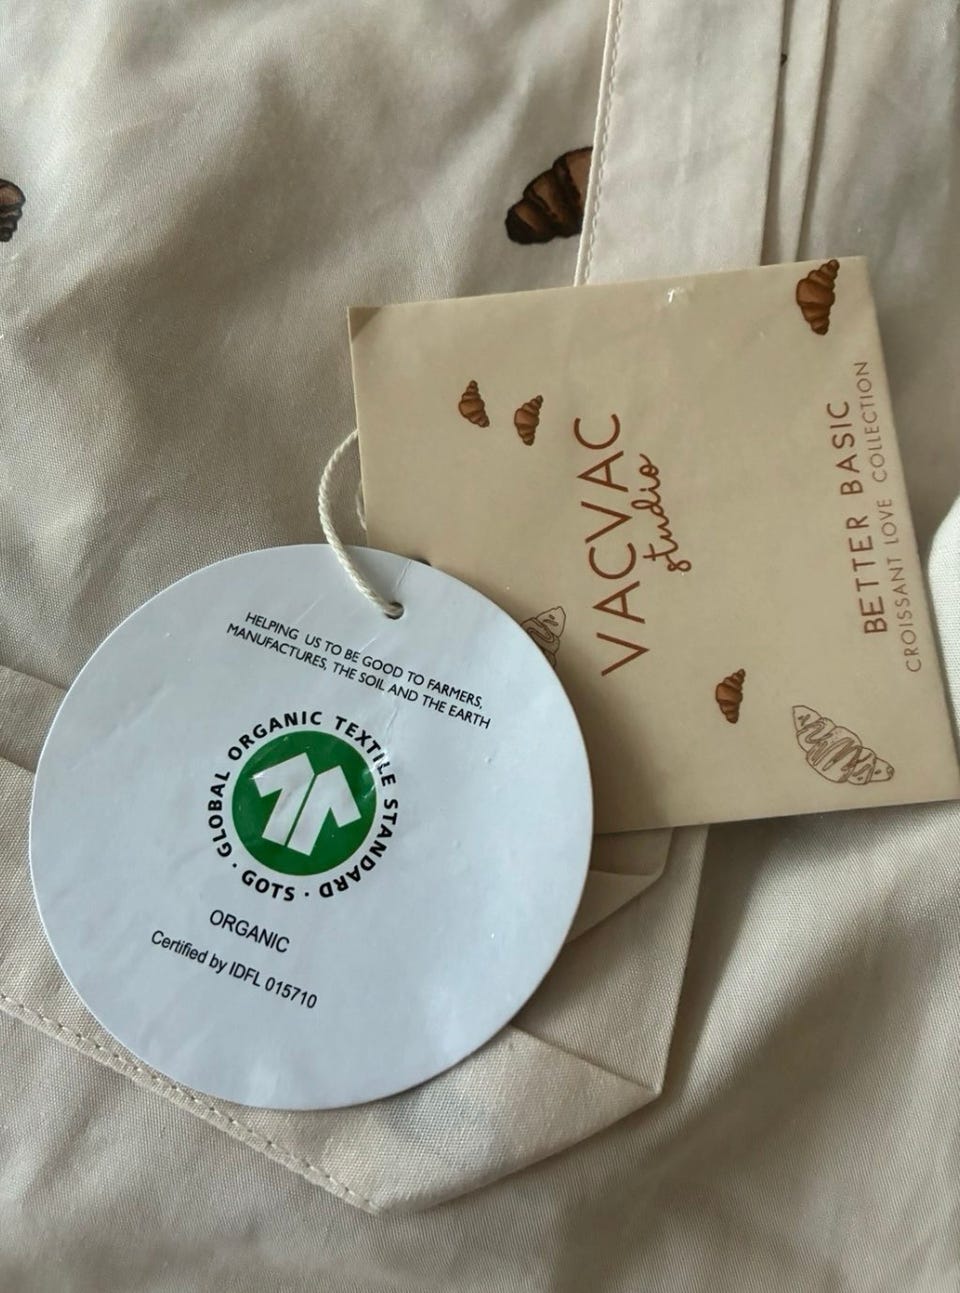 VACVAC
studio
BETTER BASIC
CROISSANT LOVE COLLECTION
HELPING US TO BE GOOD TO FARMERS,
MANUFACTURES, THE SOIL AND THE EARTH
GLOBAL ORGANIC TEXTILE STANDARD · GOTS ·
ORGANIC
Certified by IDFL 015710